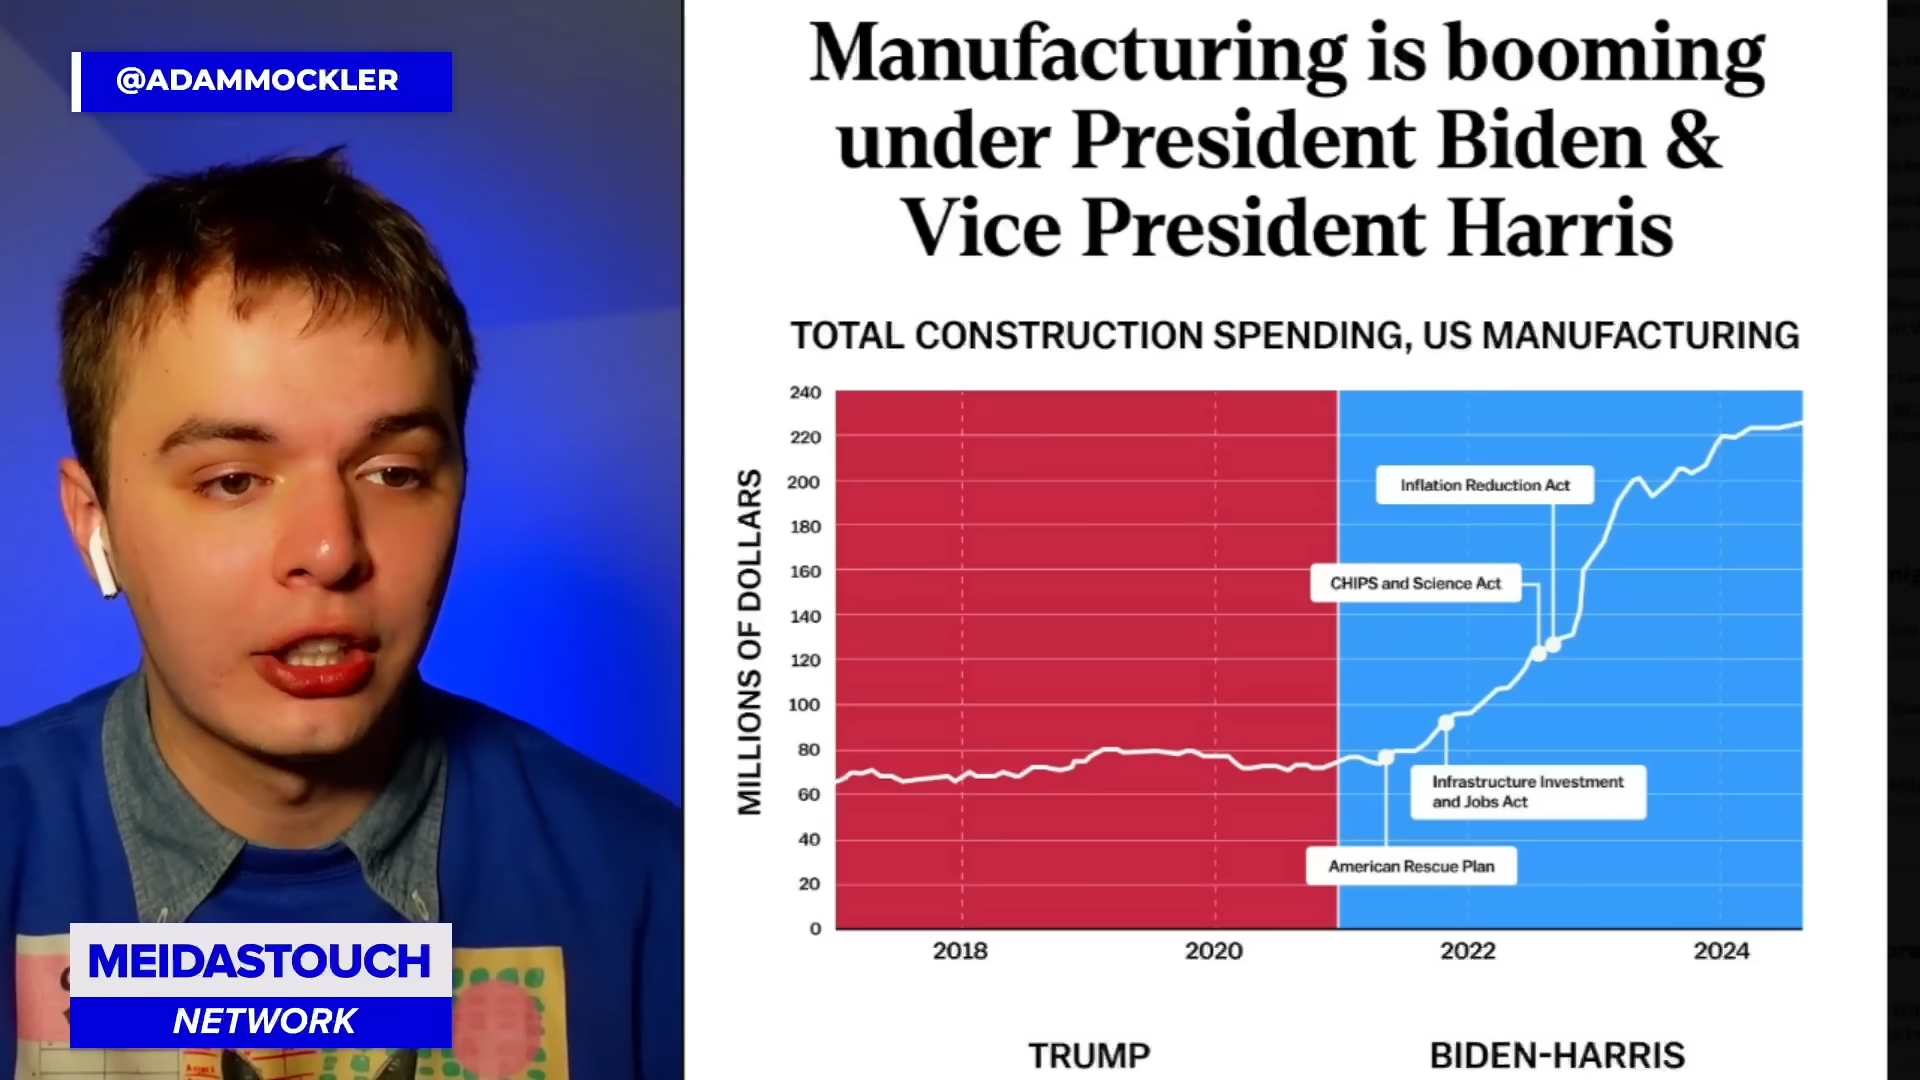 @ADAMMOCKLER
MEIDASTOUCH
NETWORK
Manufacturing is booming
under President Biden &
Vice President Harris
TOTAL CONSTRUCTION SPENDING, US MANUFACTURING
MILLIONS OF DOLLARS
240
220
200
180
160
140
120
100
80
60
40
20
0
Inflation Reduction Act
CHIPS and Science Act
Infrastructure Investment
and Jobs Act
American Rescue Plan
2018 2020 2022 2024
TRUMP BIDEN-HARRIS